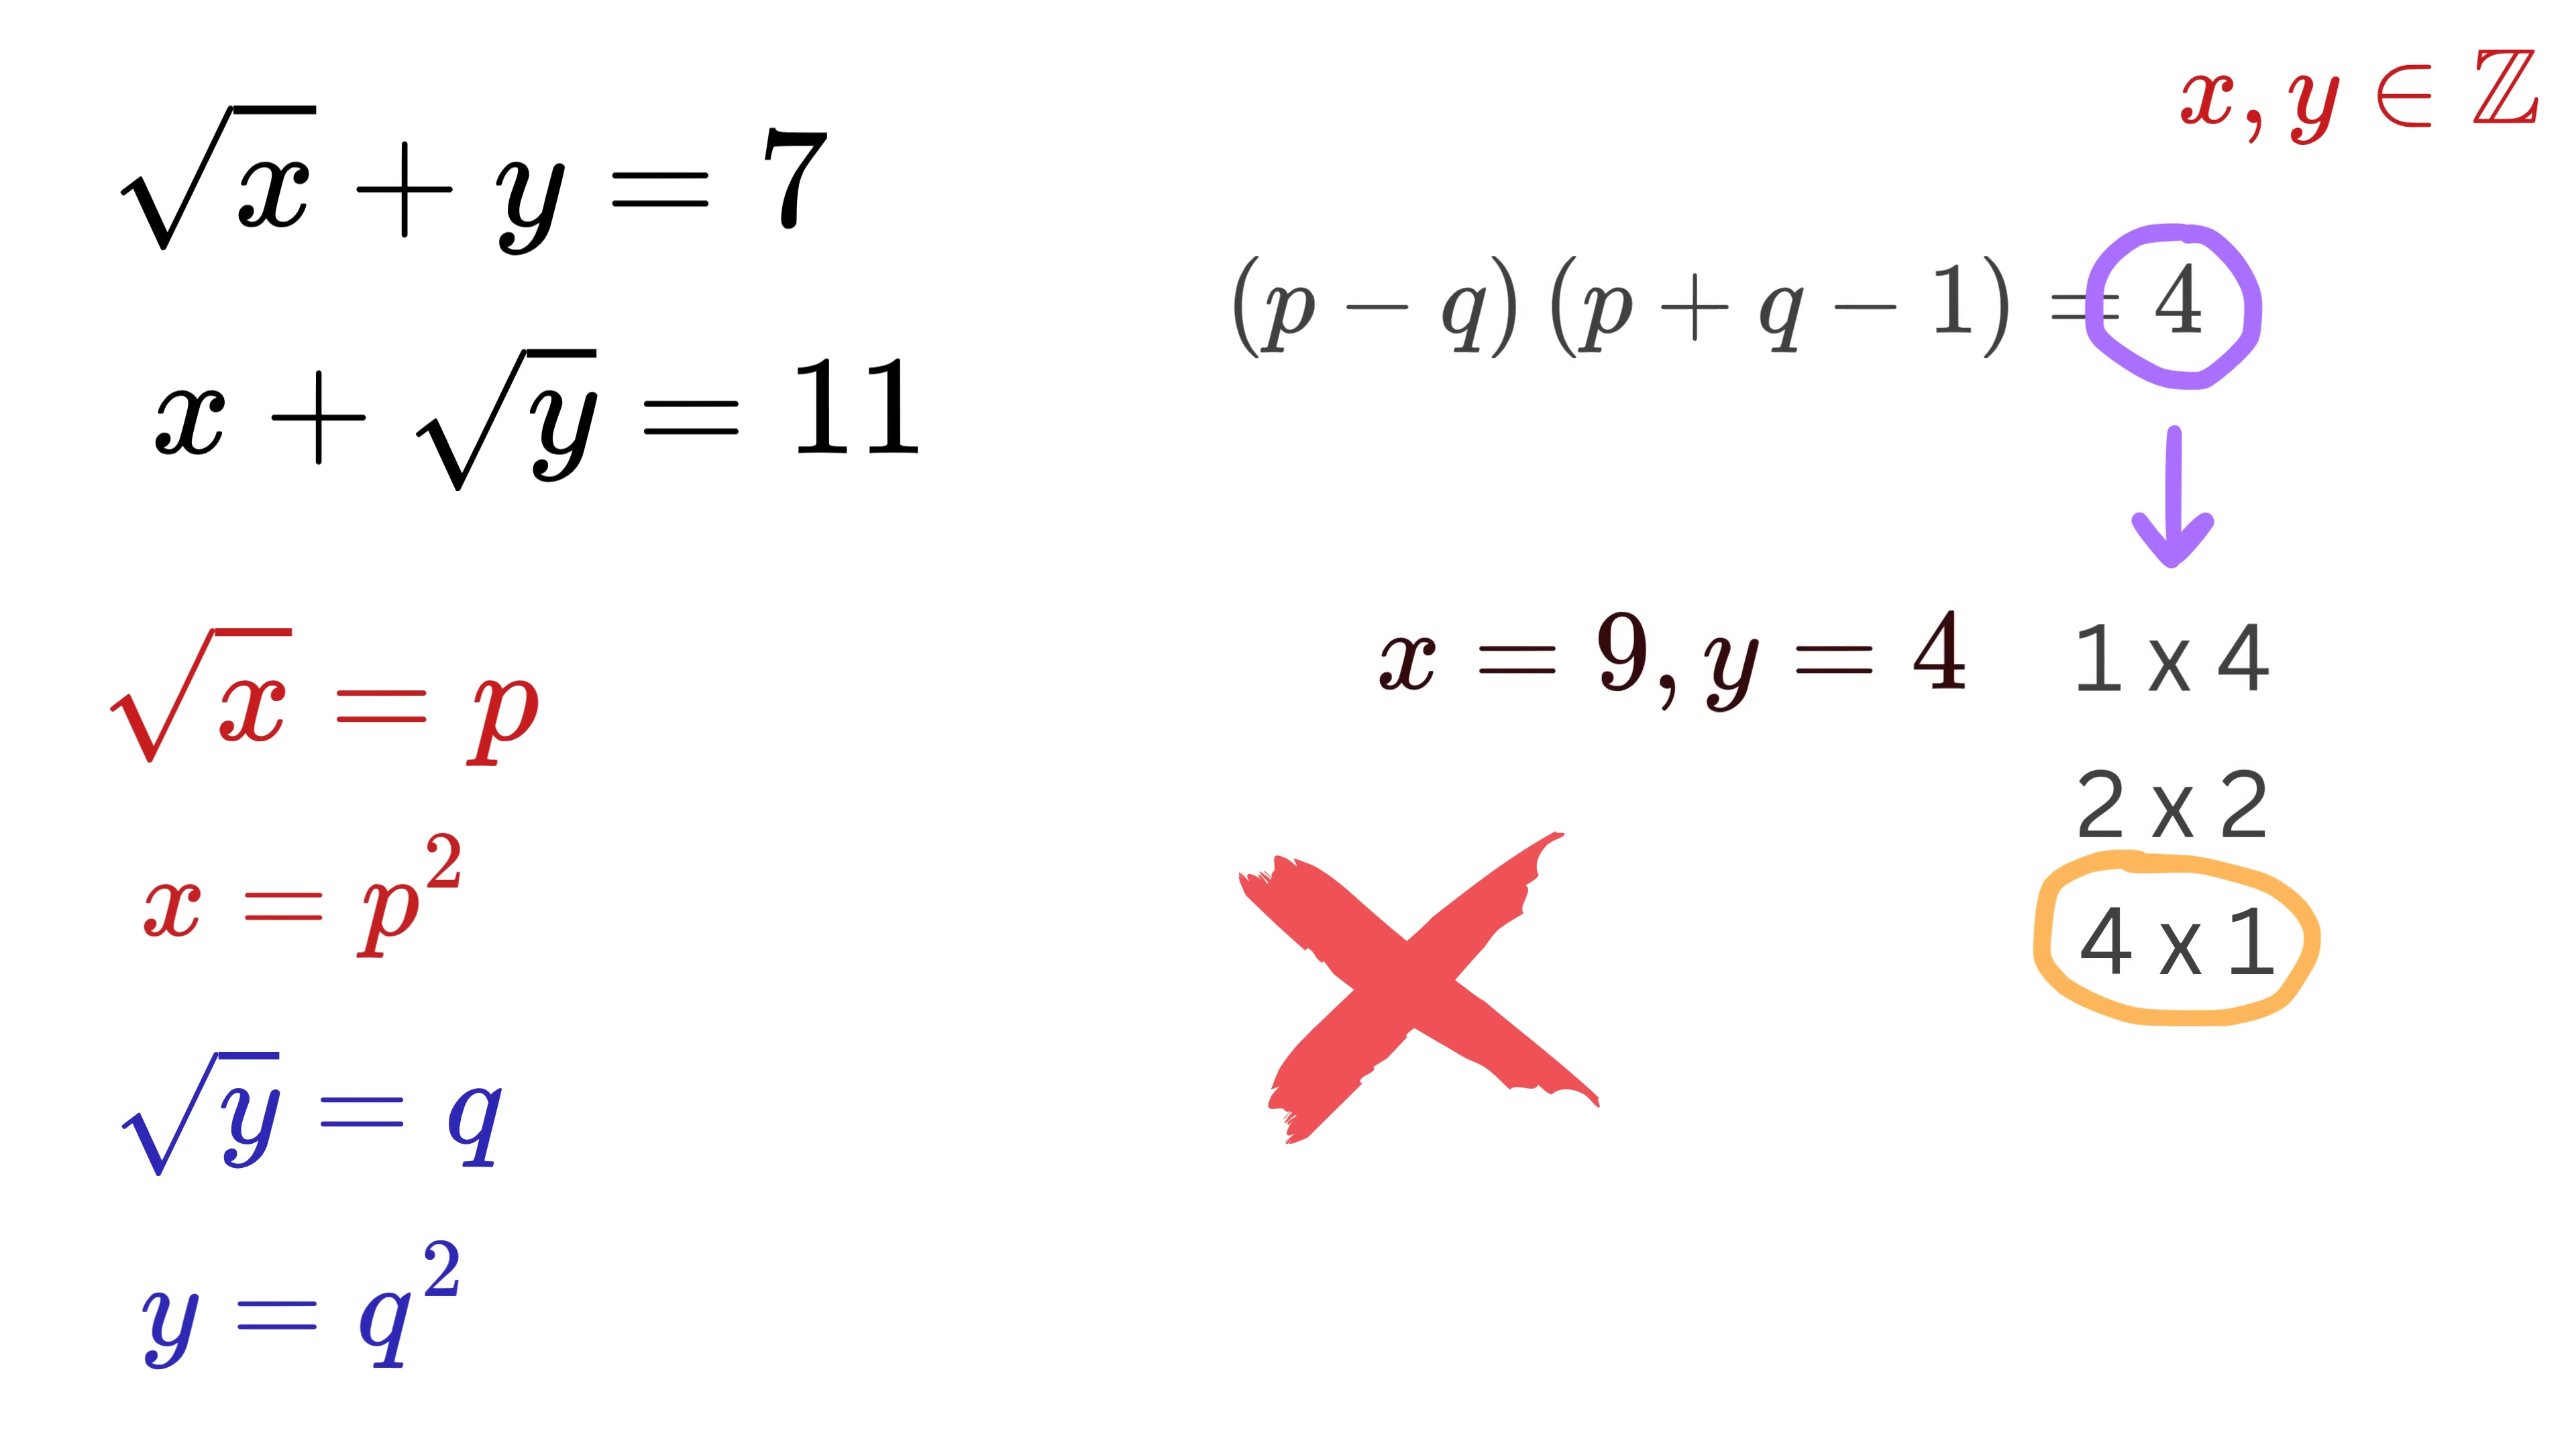 √x + y = 7
x + √y = 11
√x = p
x = p²
√y = q
y = q²
x, y ∈ ℤ
(p − q)(p + q − 1) = 4
x = 9, y = 4
1 x 4
2 x 2
4 x 1